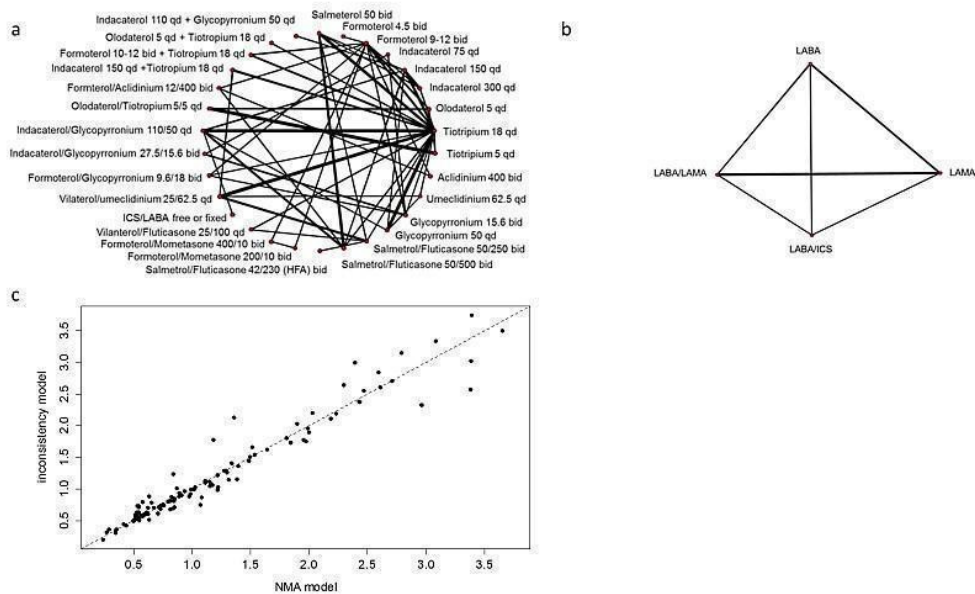 a
Indacaterol 110 qd + Glycopyrronium 50 qd
Olodaterol 5 qd + Tiotropium 18 qd
Formoterol 10-12 bid + Tiotropium 18 qd
Indacaterol 150 qd +Tiotropium 18 qd
Formterol/Aclidinium 12/400 bid
Olodaterol/Tiotropium 5/5 qd
Indacaterol/Glycopyrronium 110/50 qd
Indacaterol/Glycopyrronium 27.5/15.6 bid
Formoterol/Glycopyrronium 9.6/18 bid
Vilaterol/umeclidinium 25/62.5 qd
ICS/LABA free or fixed
Vilanterol/Fluticasone 25/100 qd
Formoterol/Mometasone 400/10 bid
Formoterol/Mometasone 200/10 bid
Salmetrol/Fluticasone 42/230 (HFA) bid
Salmeterol 50 bid
Formoterol 4.5 bid
Formoterol 9-12 bid
Indacaterol 75 qd
Indacaterol 150 qd
Indacaterol 300 qd
Olodaterol 5 qd
Tiotripium 18 qd
Tiotripium 5 qd
Aclidinium 400 bid
Umeclidinium 62.5 qd
Glycopyrronium 15.6 bid
Glycopyrronium 50 qd
Salmetrol/Fluticasone 50/250 bid
Salmetrol/Fluticasone 50/500 bid
b
LABA
LABA/LAMA
LAMA
LABA/ICS
c
inconsistency model
3.5
3.0
2.5
2.0
1.5
1.0
0.5
0.5 1.0 1.5 2.0 2.5 3.0 3.5
NMA model